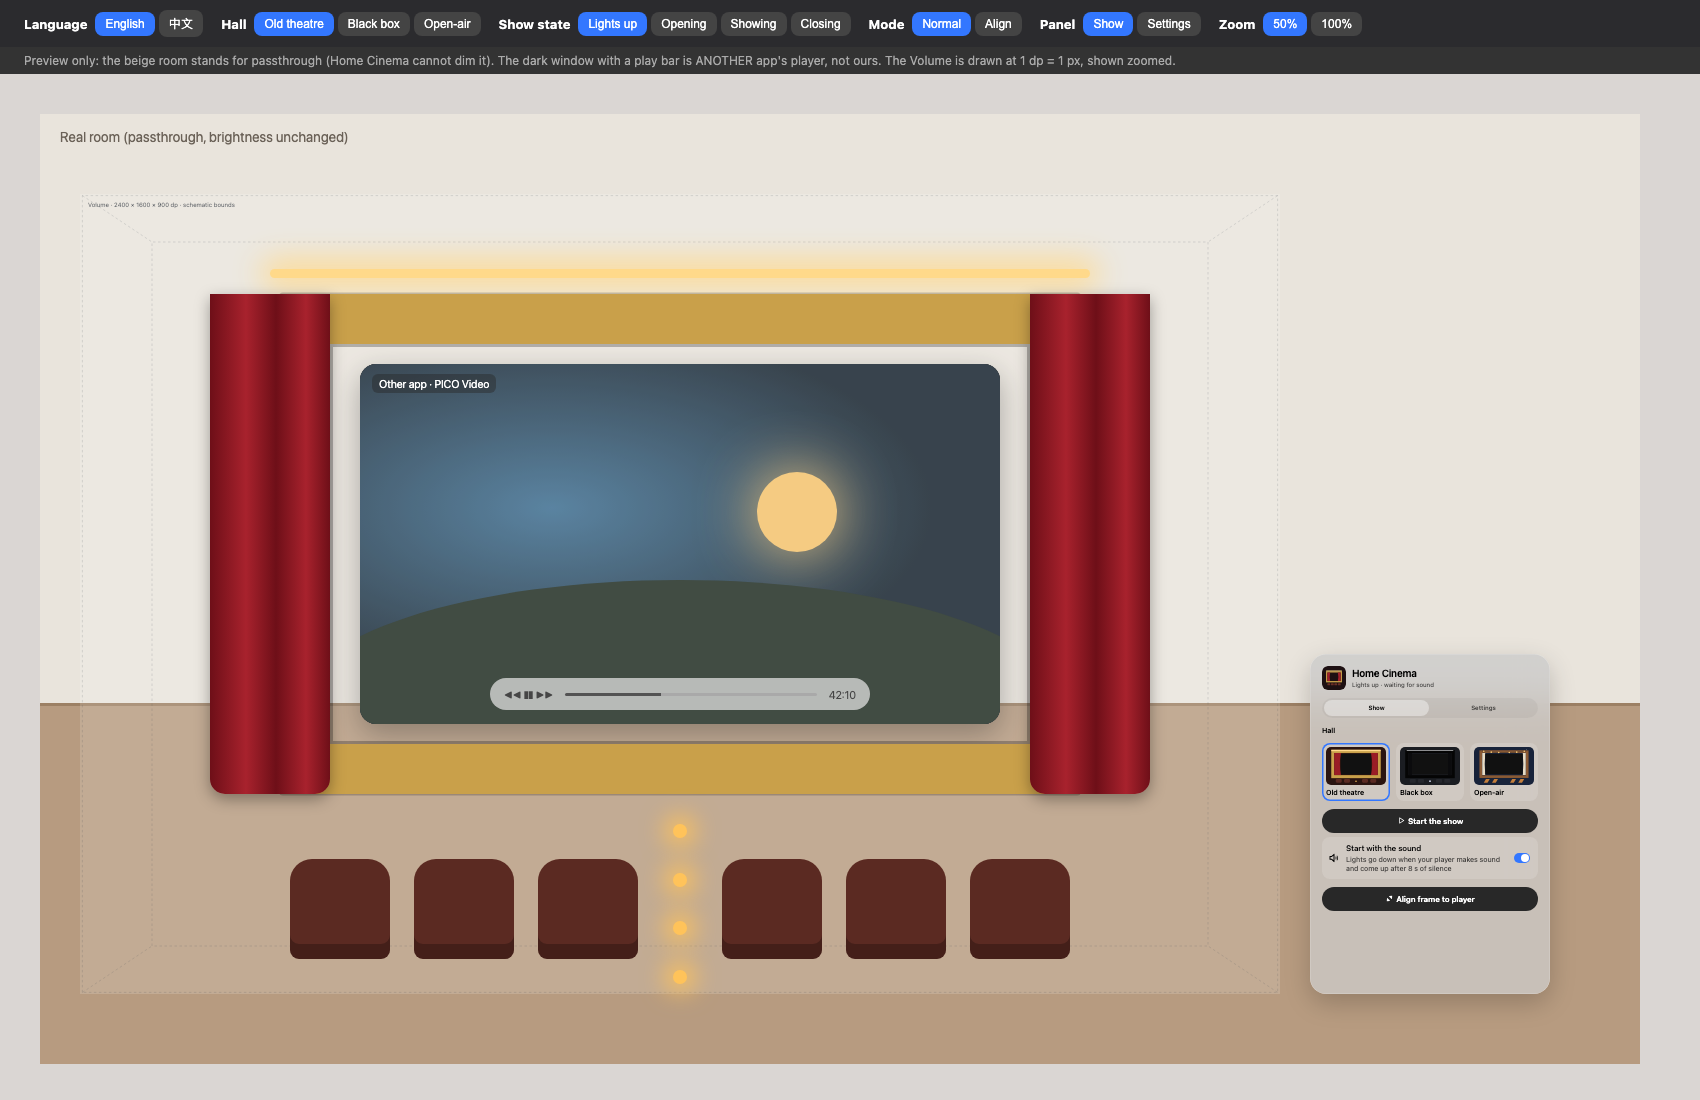 Language English 中文 Hall Old theatre Black box Open-air Show state Lights up Opening Showing Closing Mode Normal Align Panel Show Settings Zoom 50% 100%
Preview only: the beige room stands for passthrough (Home Cinema cannot dim it). The dark window with a play bar is ANOTHER app's player, not ours. The Volume is drawn at 1 dp = 1 px, shown zoomed.
Real room (passthrough, brightness unchanged)
Volume · 2400 × 1600 × 900 dp · schematic bounds
Other app · PICO Video
42:10
Home Cinema
Lights up · waiting for sound
Show Settings
Hall
Old theatre Black box Open-air
Start the show
Start with the sound
Lights go down when your player makes sound
and come up after 8 s of silence
Align frame to player